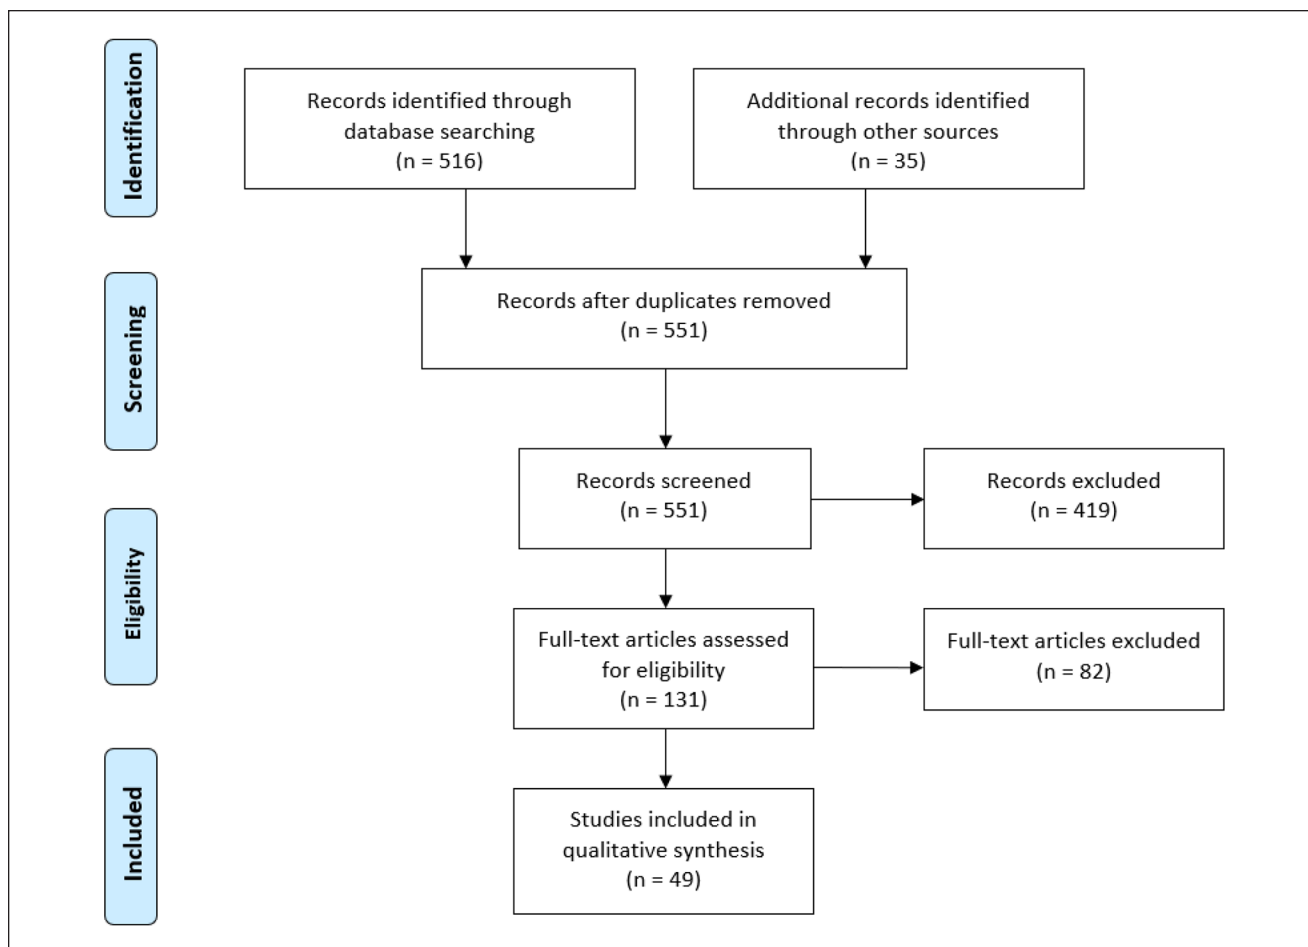 Identification
Records identified through
database searching
(n = 516)
Additional records identified
through other sources
(n = 35)
Screening
Records after duplicates removed
(n = 551)
Records screened
(n = 551)
Records excluded
(n = 419)
Eligibility
Full-text articles assessed
for eligibility
(n = 131)
Full-text articles excluded
(n = 82)
Included
Studies included in
qualitative synthesis
(n = 49)